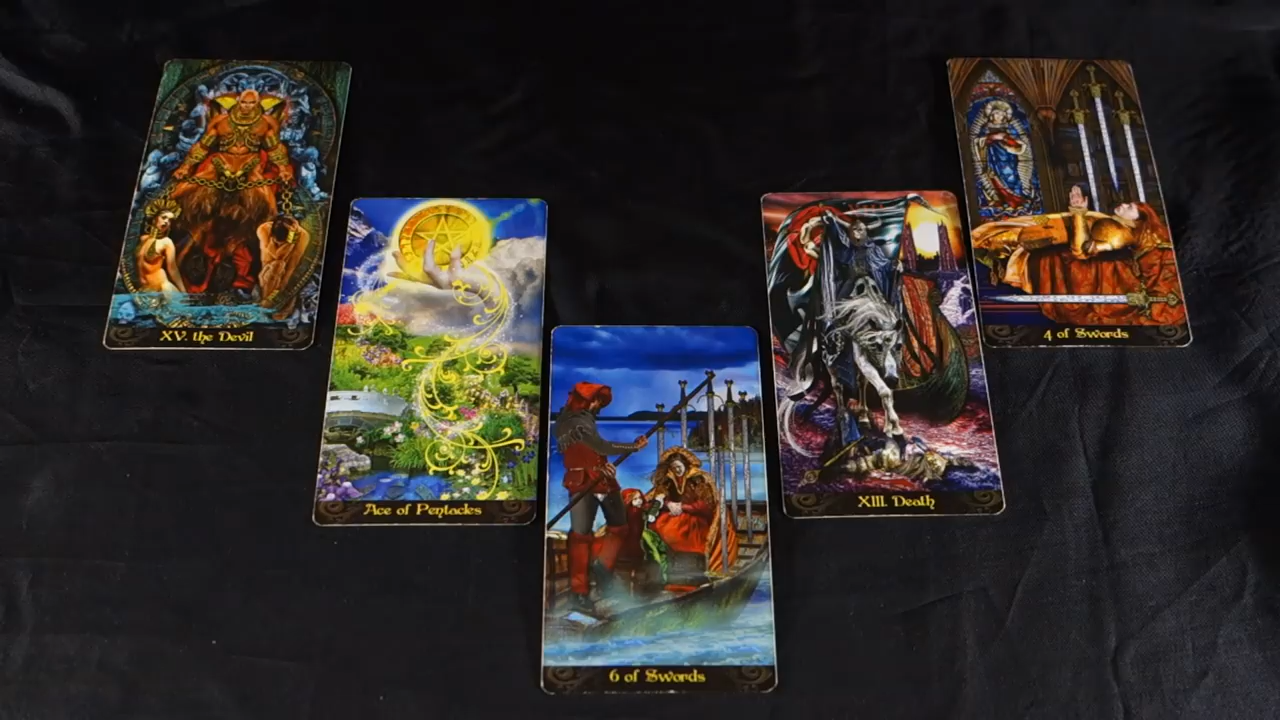 XV. the Devil
Ace of Pentacles
6 of Swords
XIII. Death
4 of Swords